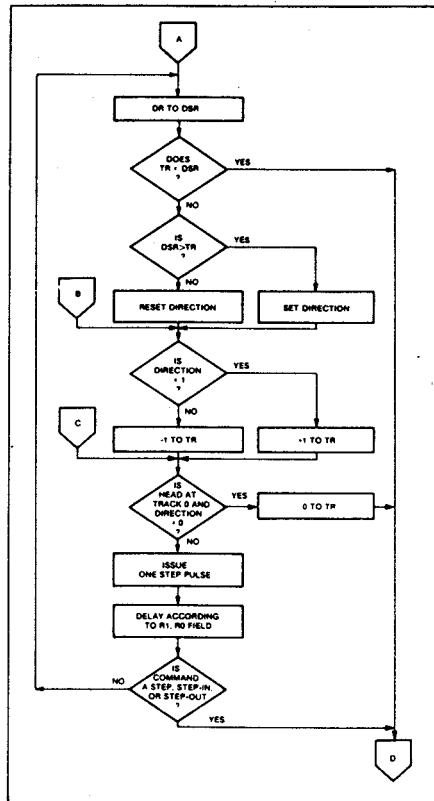 A
DR TO DSR
DOES
TR = DSR
?
YES
NO
IS
DSR>TR
?
YES
NO
B
RESET DIRECTION
SET DIRECTION
IS
DIRECTION
= 1
?
YES
NO
C
-1 TO TR
+1 TO TR
IS
HEAD AT
TRACK 0 AND
DIRECTION
= 0
?
YES
0 TO TR
NO
ISSUE
ONE STEP PULSE
DELAY ACCORDING
TO R1, R0 FIELD
IS
COMMAND
A STEP, STEP-IN,
OR STEP-OUT
?
NO
YES
D